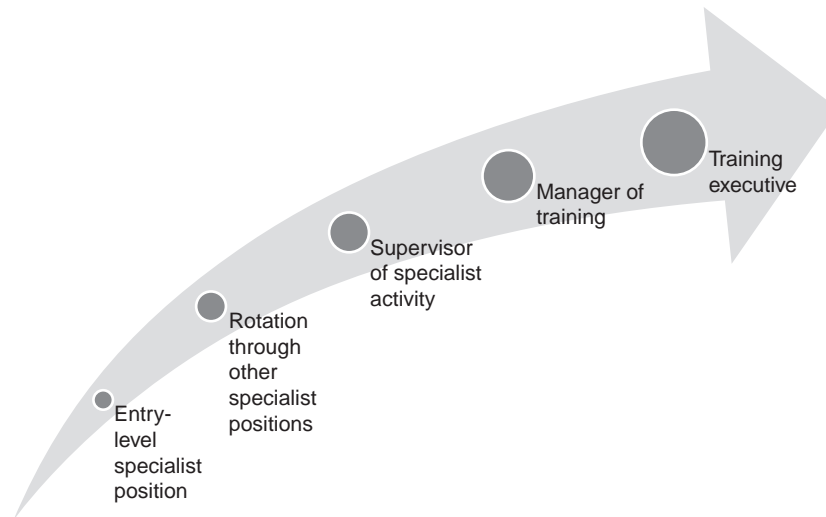 Entry-
level
specialist
position
Rotation
through
other
specialist
positions
Supervisor
of specialist
activity
Manager of
training
Training
executive